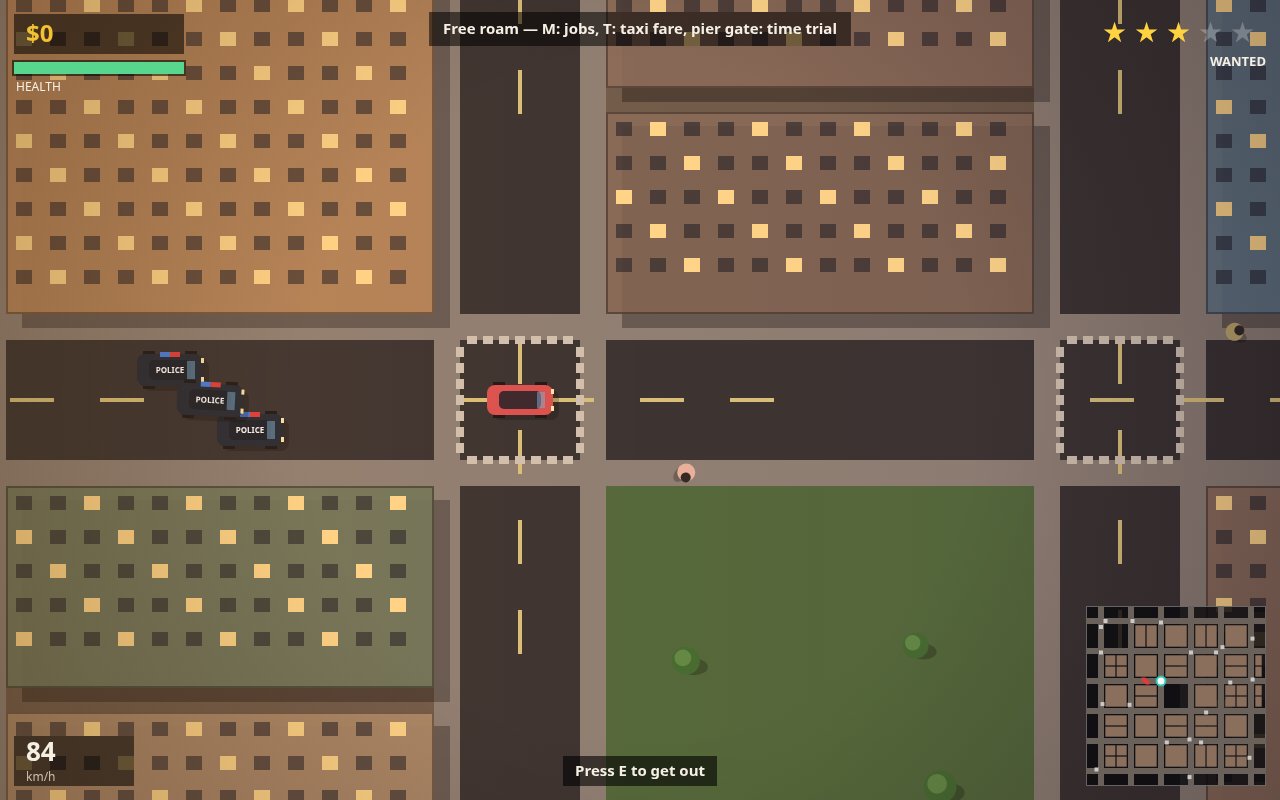 $0
Free roam — M: jobs, T: taxi fare, pier gate: time trial
WANTED
HEALTH
POLICE
POLICE
POLICE
84
km/h
Press E to get out